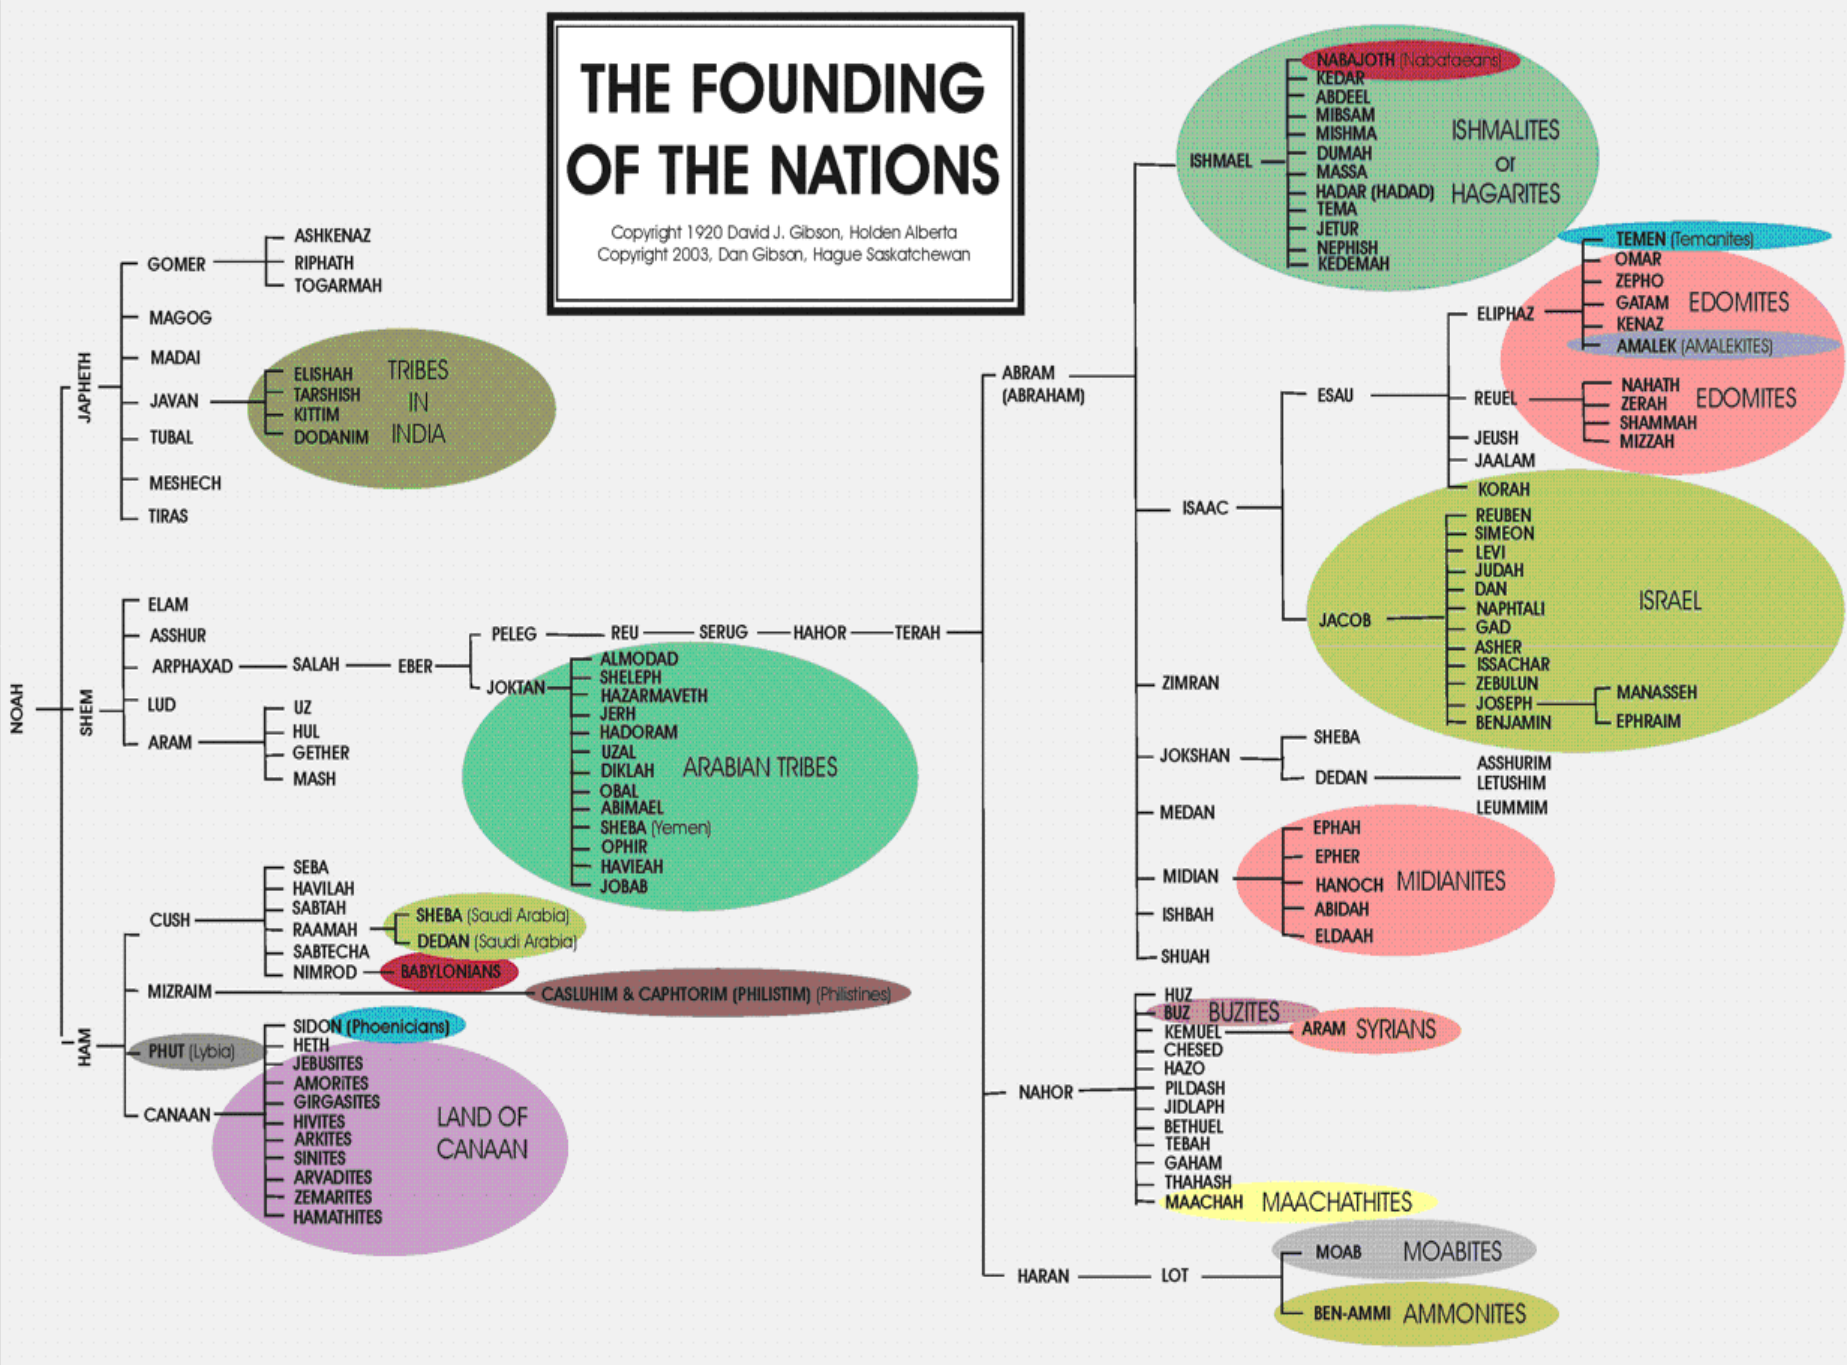 THE FOUNDING
OF THE NATIONS
Copyright 1920 David J. Gibson, Holden Alberta
Copyright 2003, Dan Gibson, Hague Saskatchewan
NOAH
JAPHETH
GOMER
ASHKENAZ
RIPHATH
TOGARMAH
MAGOG
MADAI
JAVAN
ELISHAH
TARSHISH
KITTIM
DODANIM
TRIBES
IN
INDIA
TUBAL
MESHECH
TIRAS
SHEM
ELAM
ASSHUR
ARPHAXAD
SALAH
EBER
PELEG
REU
SERUG
HAHOR
TERAH
JOKTAN
ALMODAD
SHELEPH
HAZARMAVETH
JERH
HADORAM
UZAL
DIKLAH
OBAL
ABIMAEL
SHEBA (Yemen)
OPHIR
HAVIEAH
JOBAB
ARABIAN TRIBES
LUD
ARAM
UZ
HUL
GETHER
MASH
HAM
CUSH
SEBA
HAVILAH
SABTAH
RAAMAH
SHEBA (Saudi Arabia)
DEDAN (Saudi Arabia)
SABTECHA
NIMROD
BABYLONIANS
MIZRAIM
CASLUHIM & CAPHTORIM (PHILISTIM) (Philistines)
PHUT (Lybia)
CANAAN
SIDON (Phoenicians)
HETH
JEBUSITES
AMORITES
GIRGASITES
HIVITES
ARKITES
SINITES
ARVADITES
ZEMARITES
HAMATHITES
LAND OF
CANAAN
ABRAM
(ABRAHAM)
ISHMAEL
NABAJOTH (Nabataeans)
KEDAR
ABDEEL
MIBSAM
MISHMA
DUMAH
MASSA
HADAR (HADAD)
TEMA
JETUR
NEPHISH
KEDEMAH
ISHMALITES
or
HAGARITES
ISAAC
ESAU
ELIPHAZ
TEMEN (Temanites)
OMAR
ZEPHO
GATAM
KENAZ
AMALEK (AMALEKITES)
EDOMITES
REUEL
NAHATH
ZERAH
SHAMMAH
MIZZAH
EDOMITES
JEUSH
JAALAM
KORAH
JACOB
REUBEN
SIMEON
LEVI
JUDAH
DAN
NAPHTALI
GAD
ASHER
ISSACHAR
ZEBULUN
JOSEPH
MANASSEH
EPHRAIM
BENJAMIN
ISRAEL
ZIMRAN
JOKSHAN
SHEBA
DEDAN
ASSHURIM
LETUSHIM
LEUMMIM
MEDAN
MIDIAN
EPHAH
EPHER
HANOCH
ABIDAH
ELDAAH
MIDIANITES
ISHBAH
SHUAH
NAHOR
HUZ
BUZ BUZITES
KEMUEL
ARAM SYRIANS
CHESED
HAZO
PILDASH
JIDLAPH
BETHUEL
TEBAH
GAHAM
THAHASH
MAACHAH MAACHATHITES
HARAN
LOT
MOAB MOABITES
BEN-AMMI AMMONITES